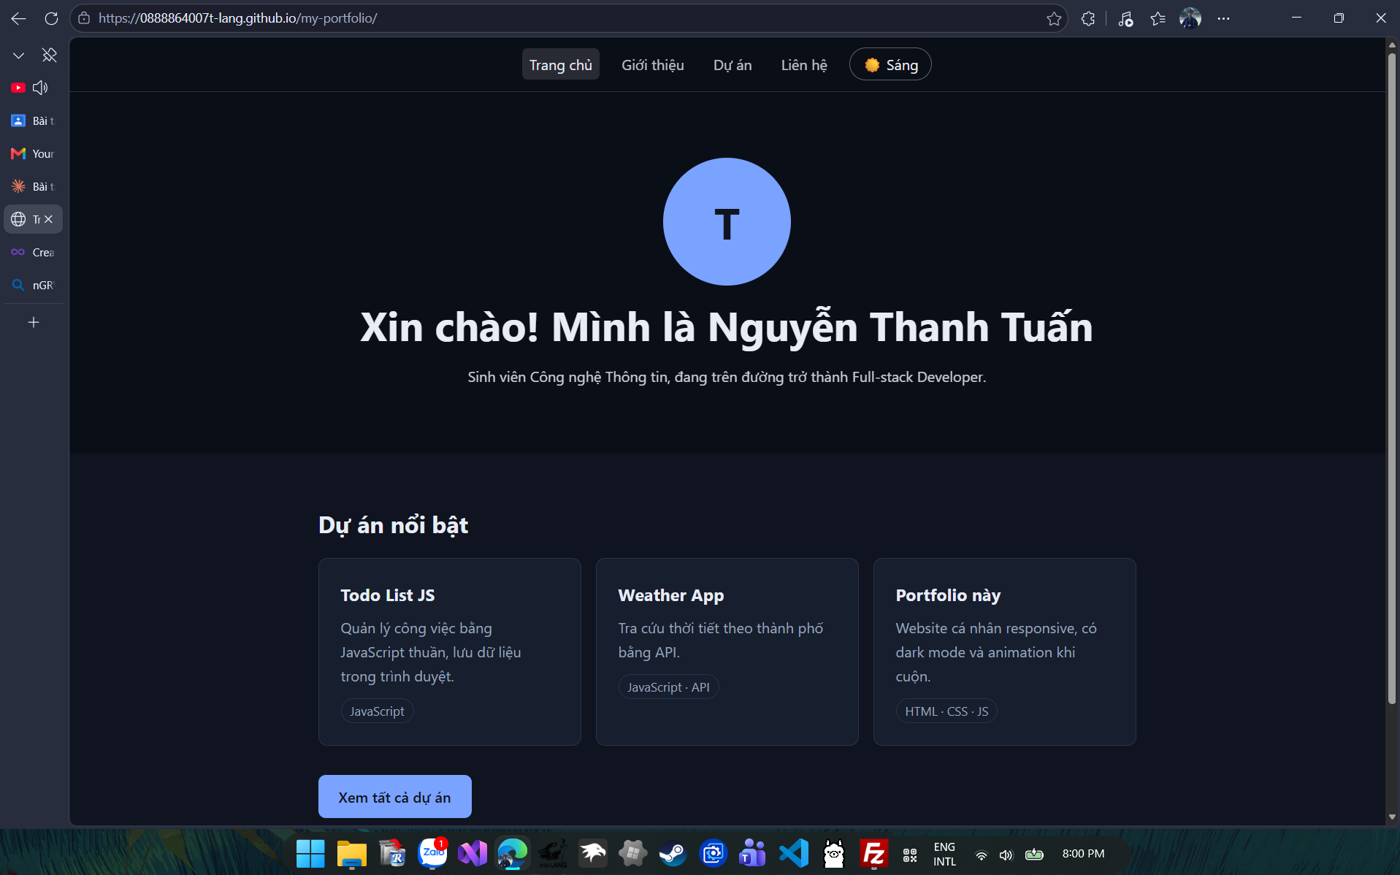 https://0888864007t-lang.github.io/my-portfolio/
Bài t
Your
Bài t
Tr
Crea
nGR
Trang chủ
Giới thiệu
Dự án
Liên hệ
Sáng
T
Xin chào! Mình là Nguyễn Thanh Tuấn
Sinh viên Công nghệ Thông tin, đang trên đường trở thành Full-stack Developer.
Dự án nổi bật
Todo List JS
Quản lý công việc bằng
JavaScript thuần, lưu dữ liệu
trong trình duyệt.
JavaScript
Weather App
Tra cứu thời tiết theo thành phố
bằng API.
JavaScript · API
Portfolio này
Website cá nhân responsive, có
dark mode và animation khi
cuộn.
HTML · CSS · JS
Xem tất cả dự án
Zalo
1
ENG
INTL
8:00 PM